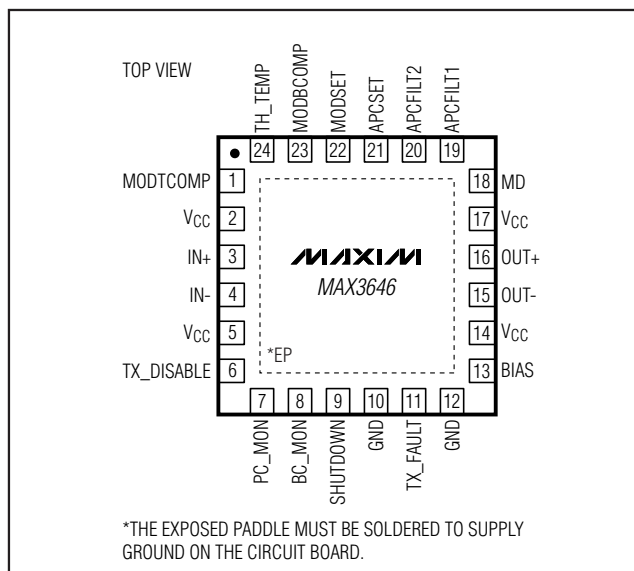 TOP VIEW
TH_TEMP
MODBCOMP
MODSET
APCSET
APCFILT2
APCFILT1
24
23
22
21
20
19
MODTCOMP 1
VCC 2
IN+ 3
IN- 4
VCC 5
TX_DISABLE 6
18 MD
17 VCC
16 OUT+
15 OUT-
14 VCC
13 BIAS
MAXIM
MAX3646
*EP
7
8
9
10
11
12
PC_MON
BC_MON
SHUTDOWN
GND
TX_FAULT
GND
*THE EXPOSED PADDLE MUST BE SOLDERED TO SUPPLY
GROUND ON THE CIRCUIT BOARD.